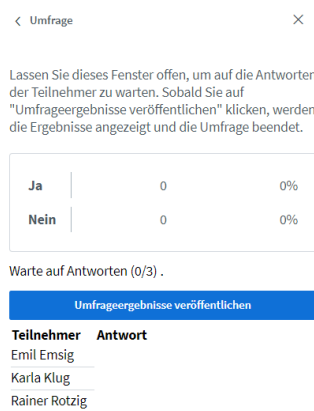 Umfrage
Lassen Sie dieses Fenster offen, um auf die Antworten
der Teilnehmer zu warten. Sobald Sie auf
"Umfrageergebnisse veröffentlichen" klicken, werden
die Ergebnisse angezeigt und die Umfrage beendet.
Ja 0 0%
Nein 0 0%
Warte auf Antworten (0/3) .
Umfrageergebnisse veröffentlichen
Teilnehmer Antwort
Emil Emsig
Karla Klug
Rainer Rotzig